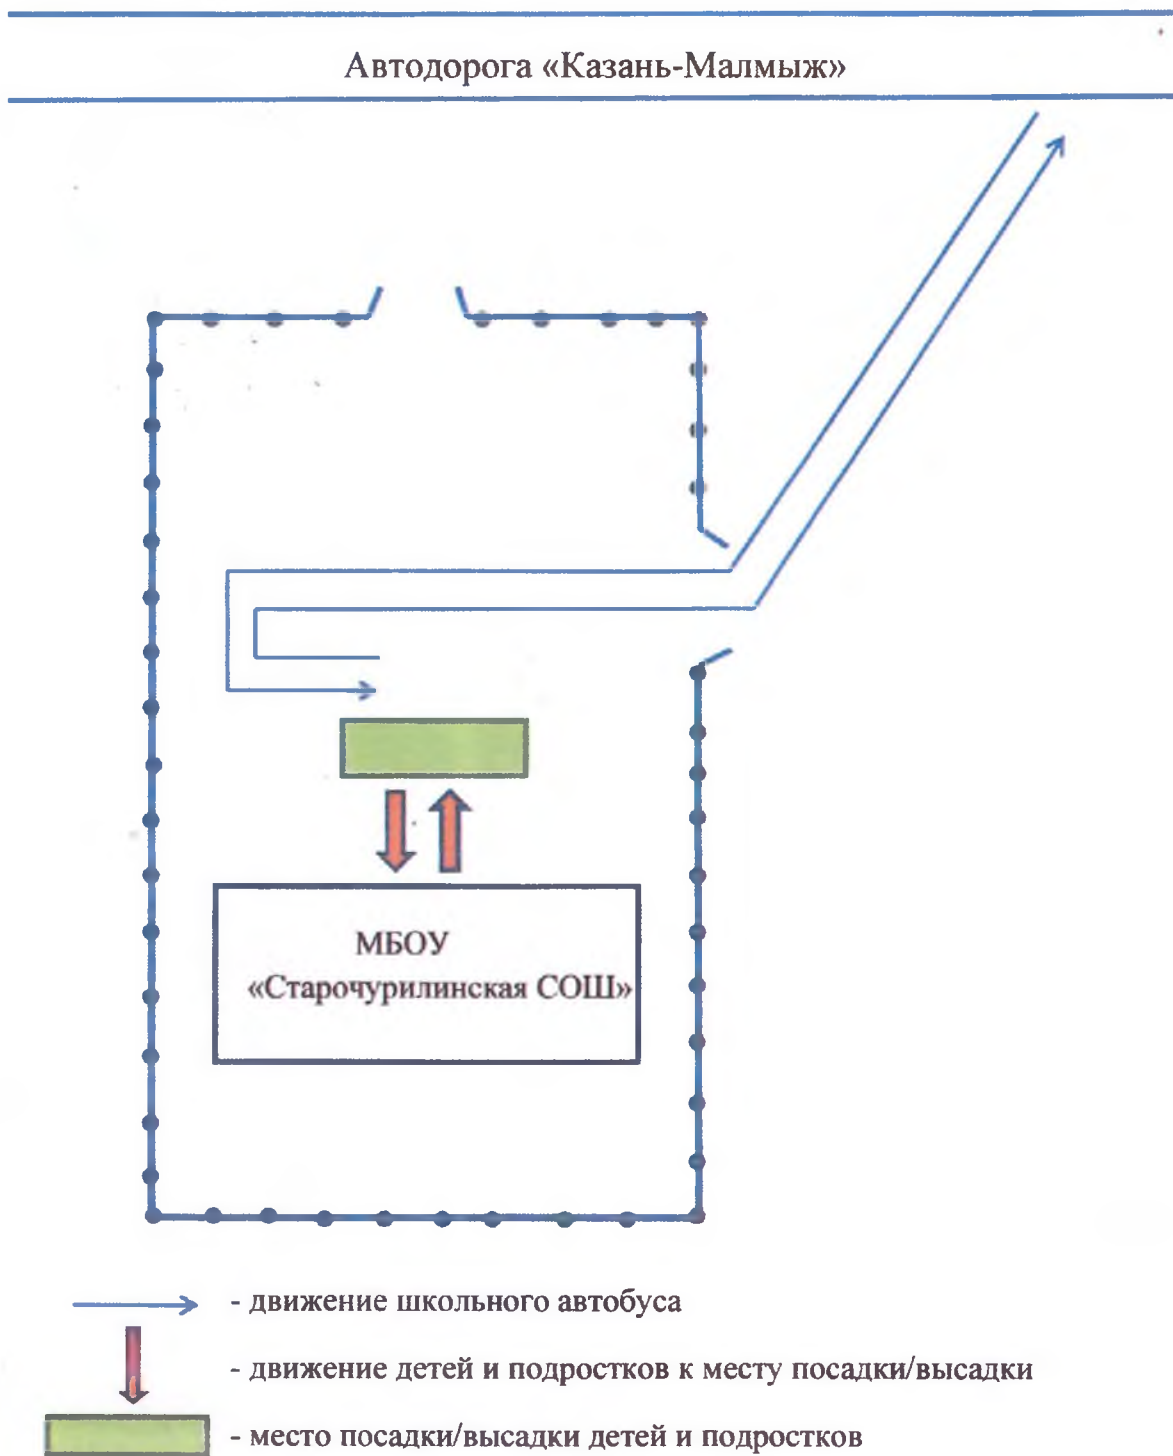 Автодорога «Казань-Малмыж»
МБОУ
«Старочурилинская СОШ»
- движение школьного автобуса
- движение детей и подростков к месту посадки/высадки
- место посадки/высадки детей и подростков